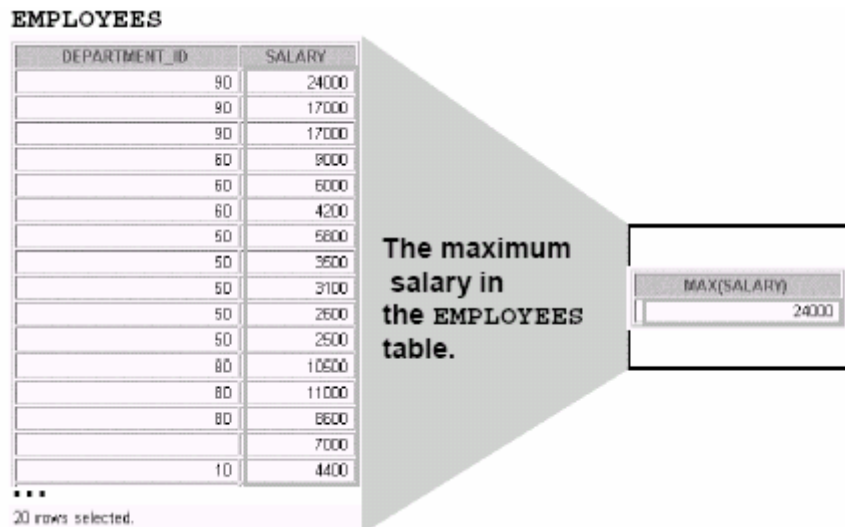 EMPLOYEES
DEPARTMENT_ID SALARY
90 24000
90 17000
90 17000
60 9000
60 6000
60 4200
50 5800
50 3500
50 3100
50 2600
50 2500
80 10500
80 11000
80 8600
7000
10 4400
...
20 rows selected.
The maximum
salary in
the EMPLOYEES
table.
MAX(SALARY)
24000